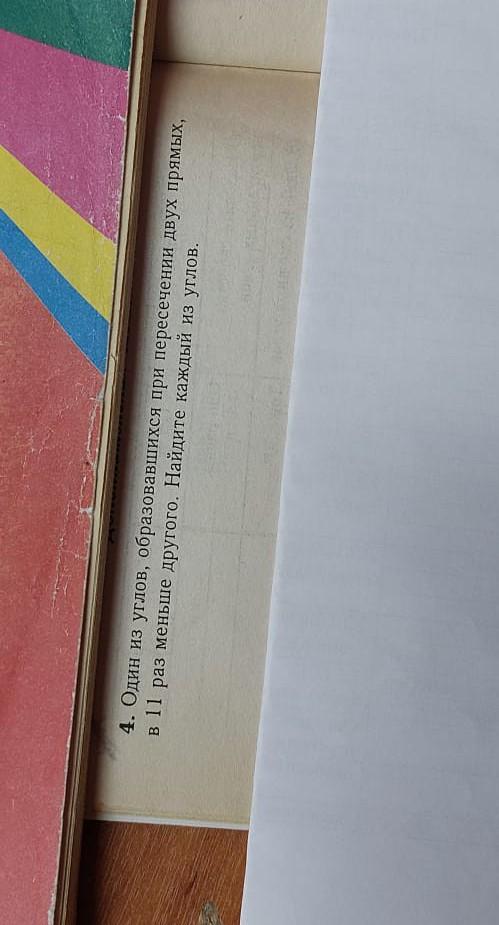 4. Один из углов, образовавшихся при пересечении двух прямых,
в 11 раз меньше другого. Найдите каждый из углов.